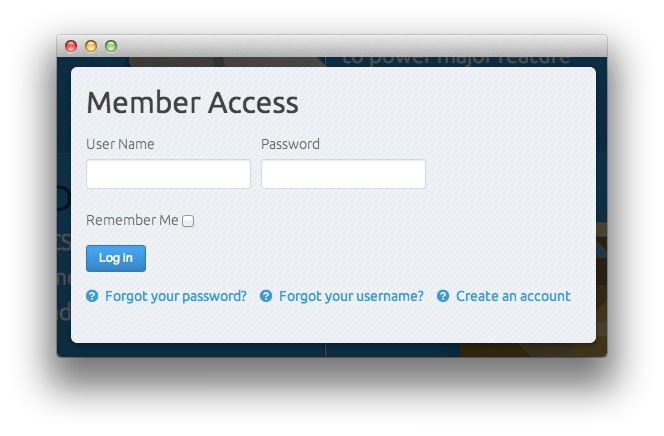 to power major feature
Member Access
User Name Password
Remember Me
Log in
Forgot your password? Forgot your username? Create an account